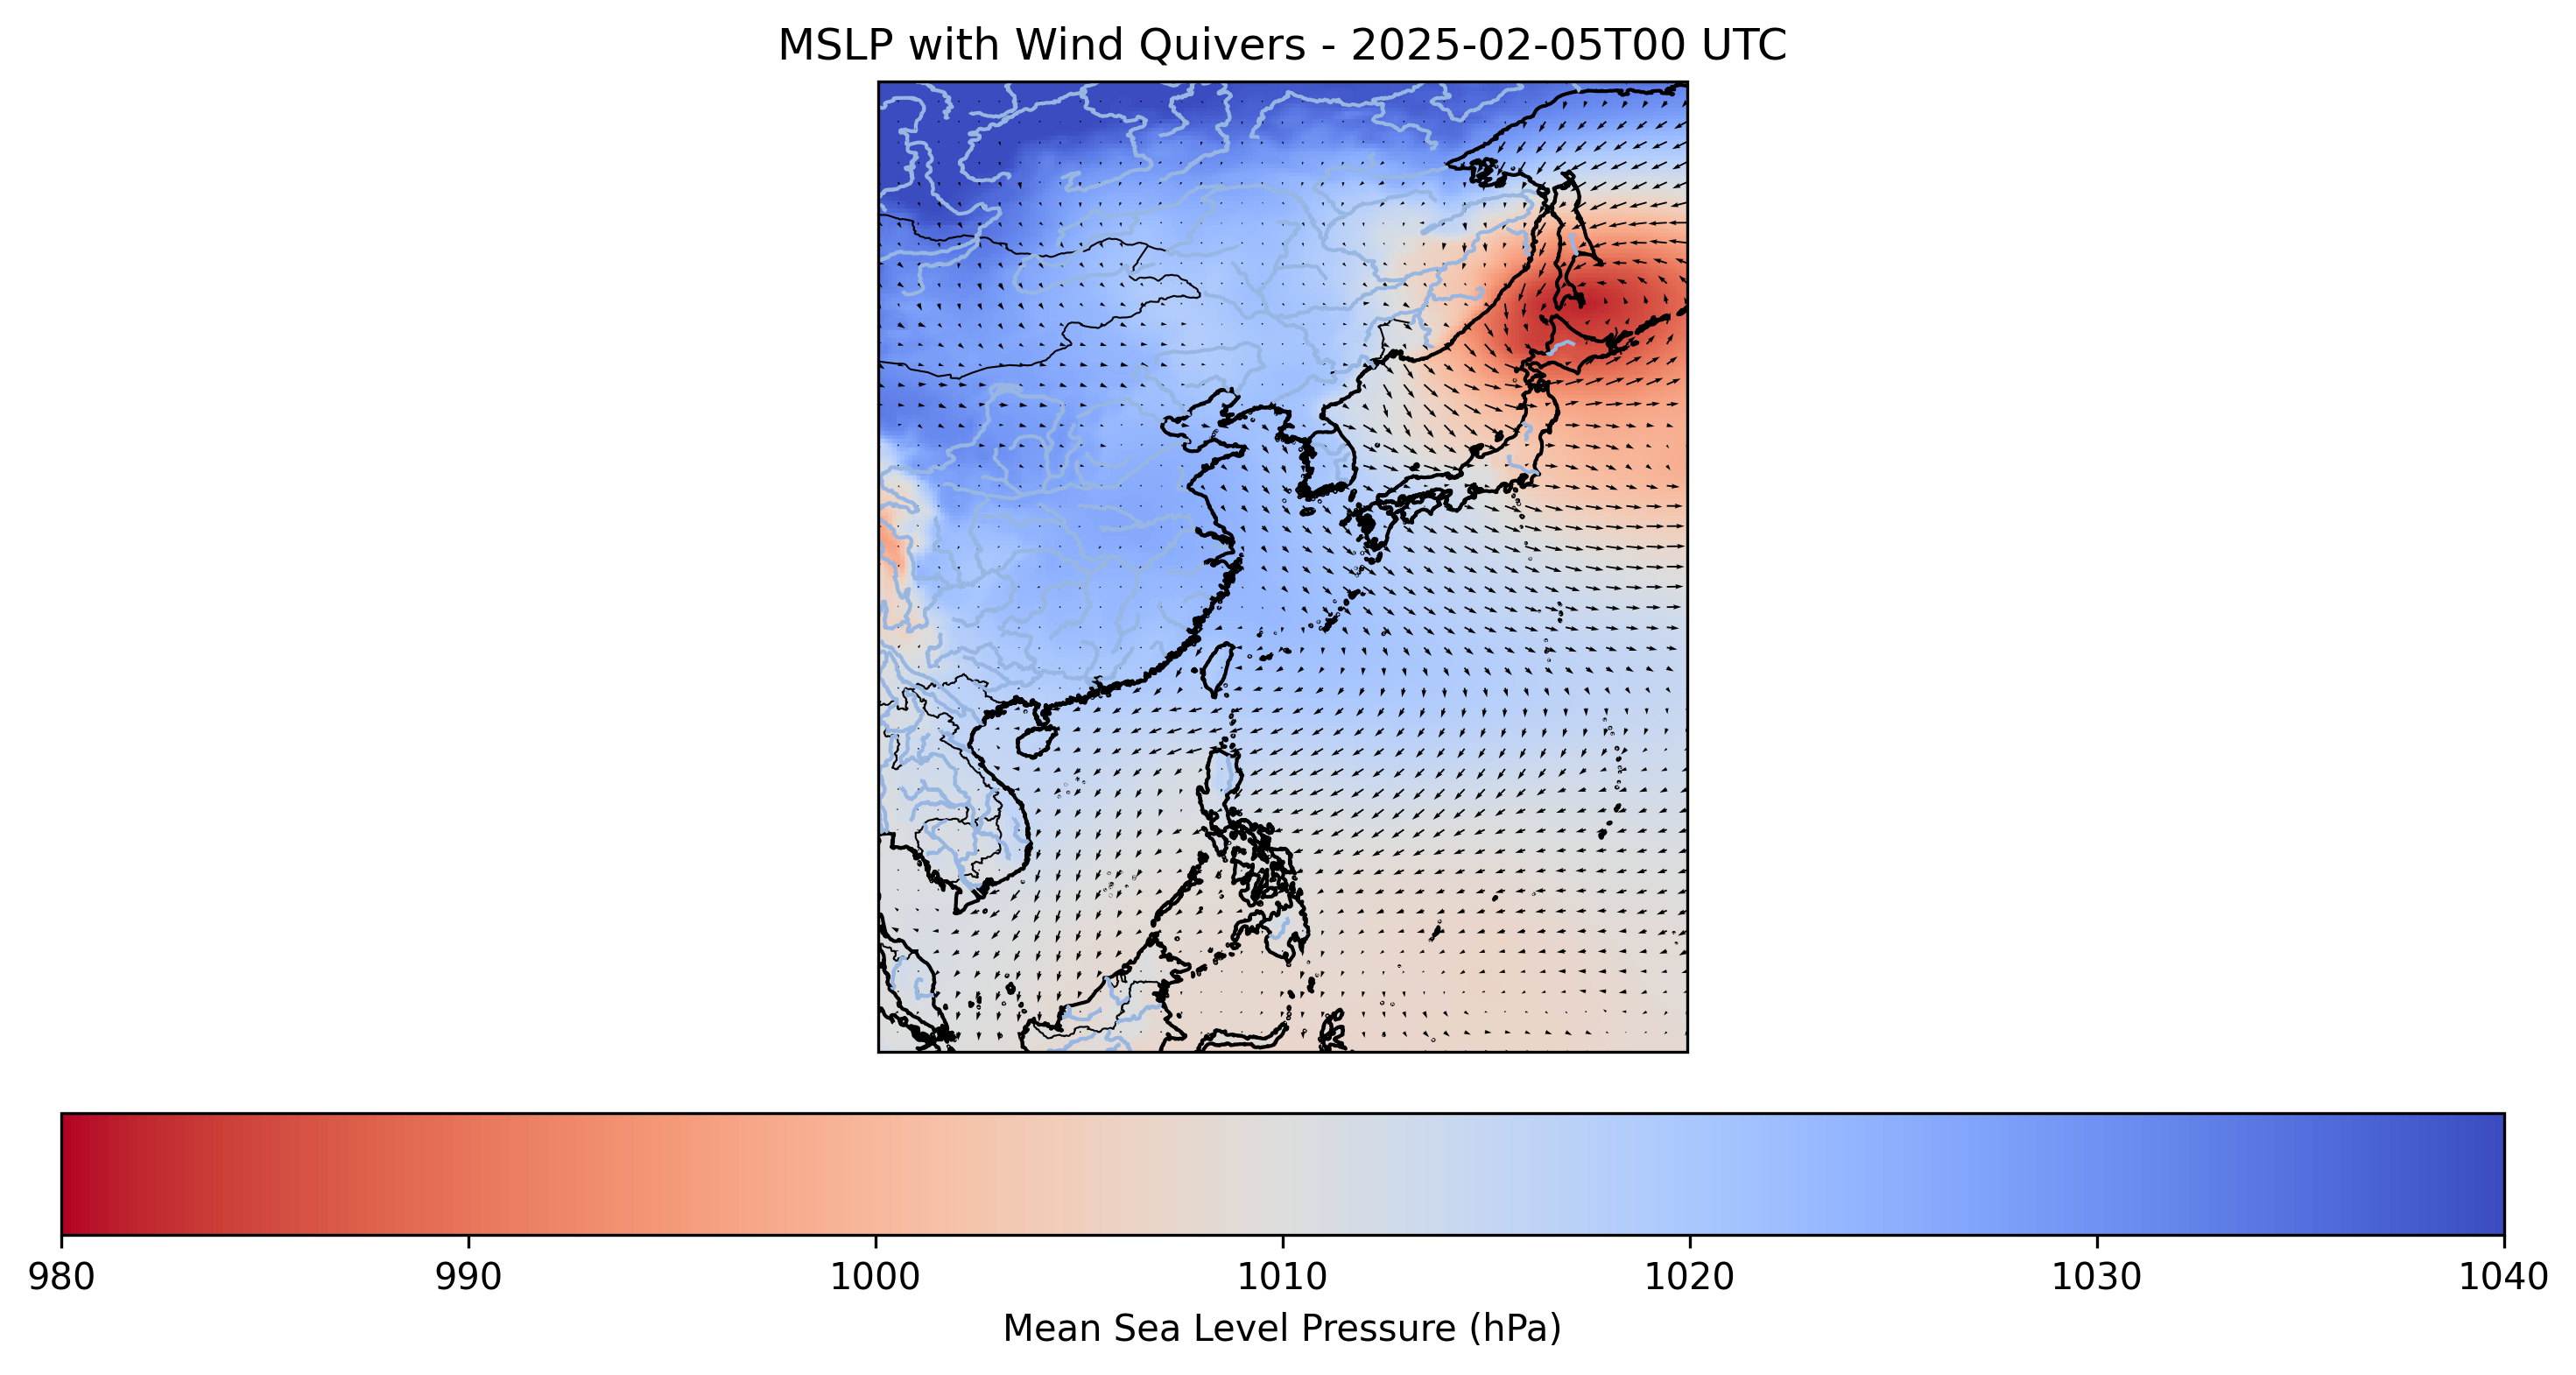 MSLP with Wind Quivers - 2025-02-05T00 UTC
980 990 1000 1010 1020 1030 1040
Mean Sea Level Pressure (hPa)